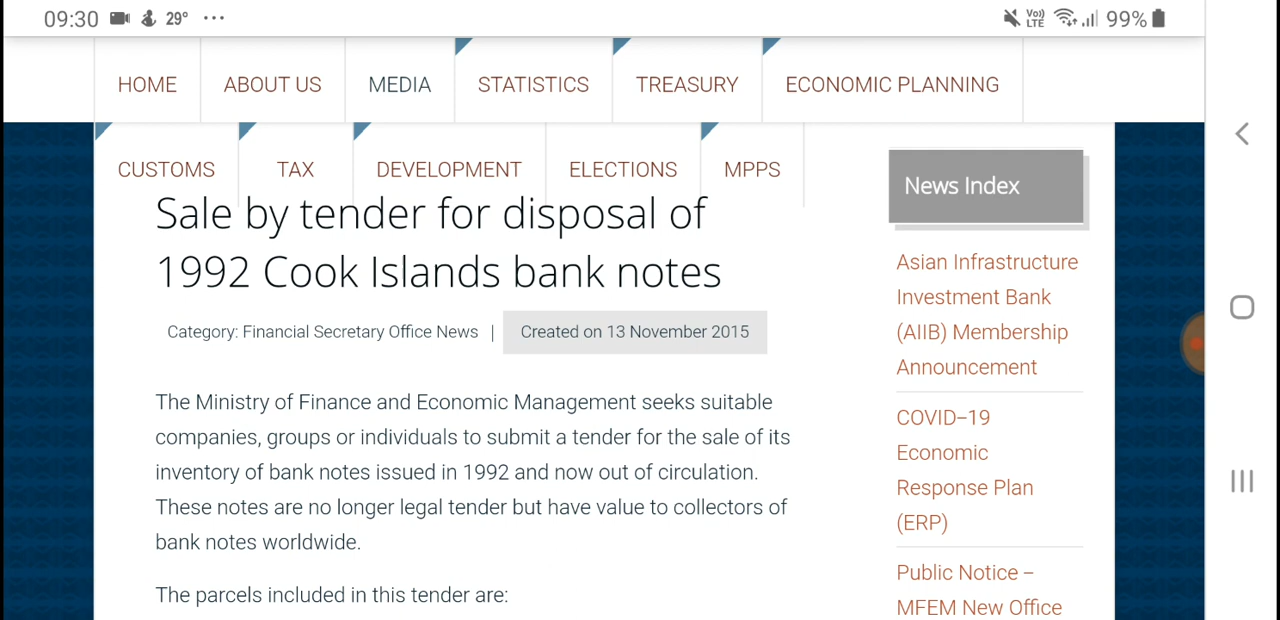 09:30 29° ... Vo)) LTE 99%
HOME ABOUT US MEDIA STATISTICS TREASURY ECONOMIC PLANNING
CUSTOMS TAX DEVELOPMENT ELECTIONS MPPS
Sale by tender for disposal of
1992 Cook Islands bank notes
Category: Financial Secretary Office News | Created on 13 November 2015
The Ministry of Finance and Economic Management seeks suitable
companies, groups or individuals to submit a tender for the sale of its
inventory of bank notes issued in 1992 and now out of circulation.
These notes are no longer legal tender but have value to collectors of
bank notes worldwide.
The parcels included in this tender are:
News Index
Asian Infrastructure
Investment Bank
(AIIB) Membership
Announcement
COVID-19
Economic
Response Plan
(ERP)
Public Notice –
MFEM New Office